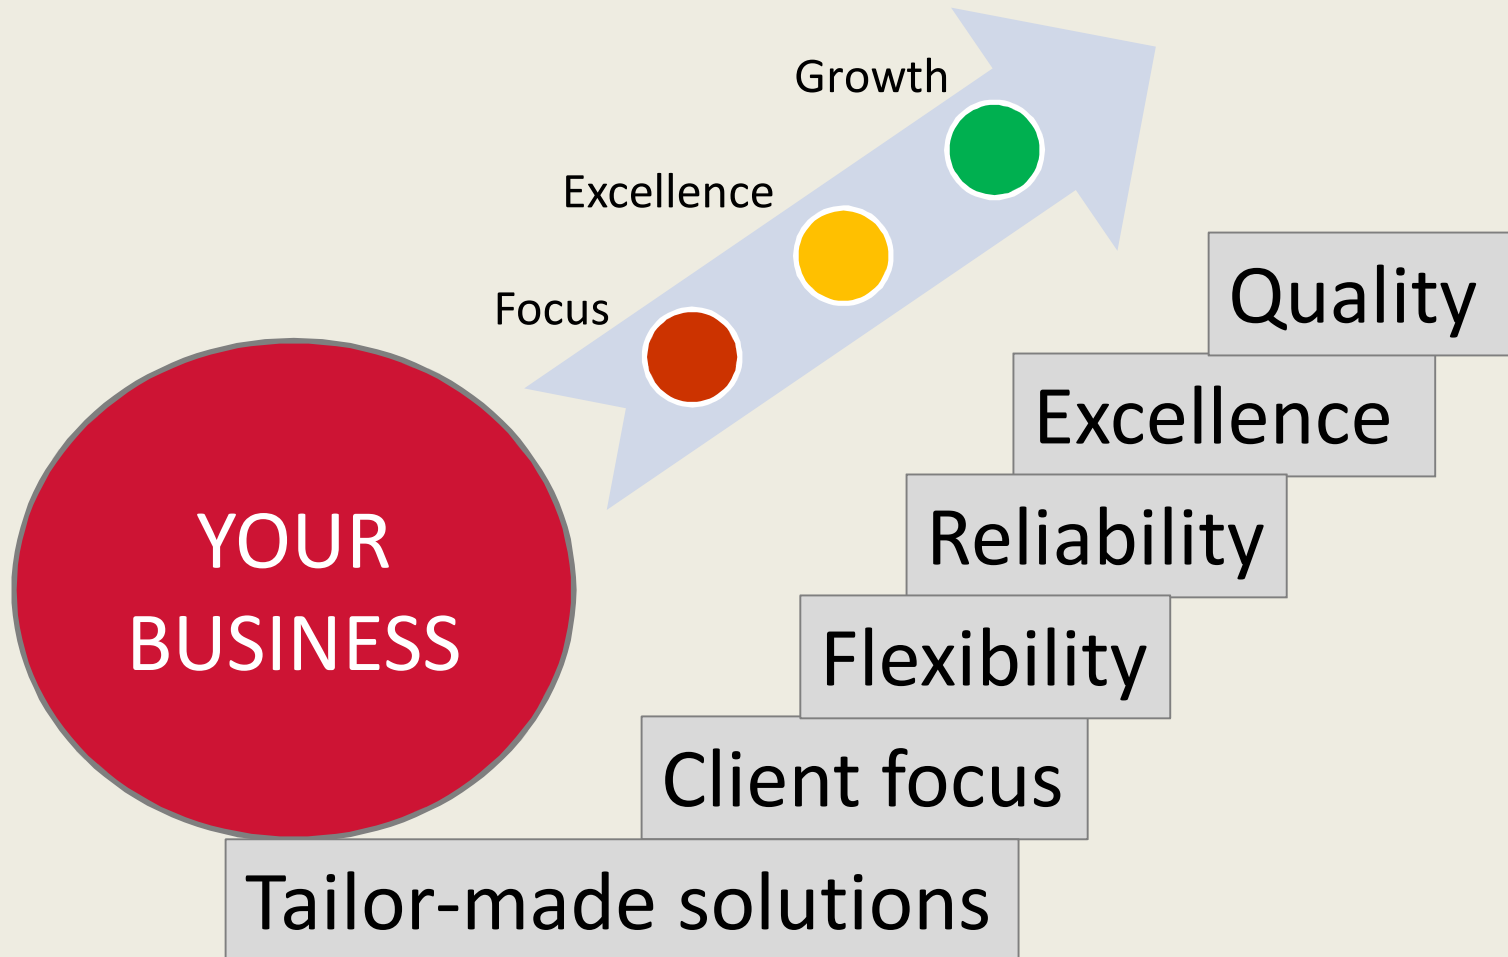 Growth
Excellence
Focus
YOUR
BUSINESS
Quality
Excellence
Reliability
Flexibility
Client focus
Tailor-made solutions